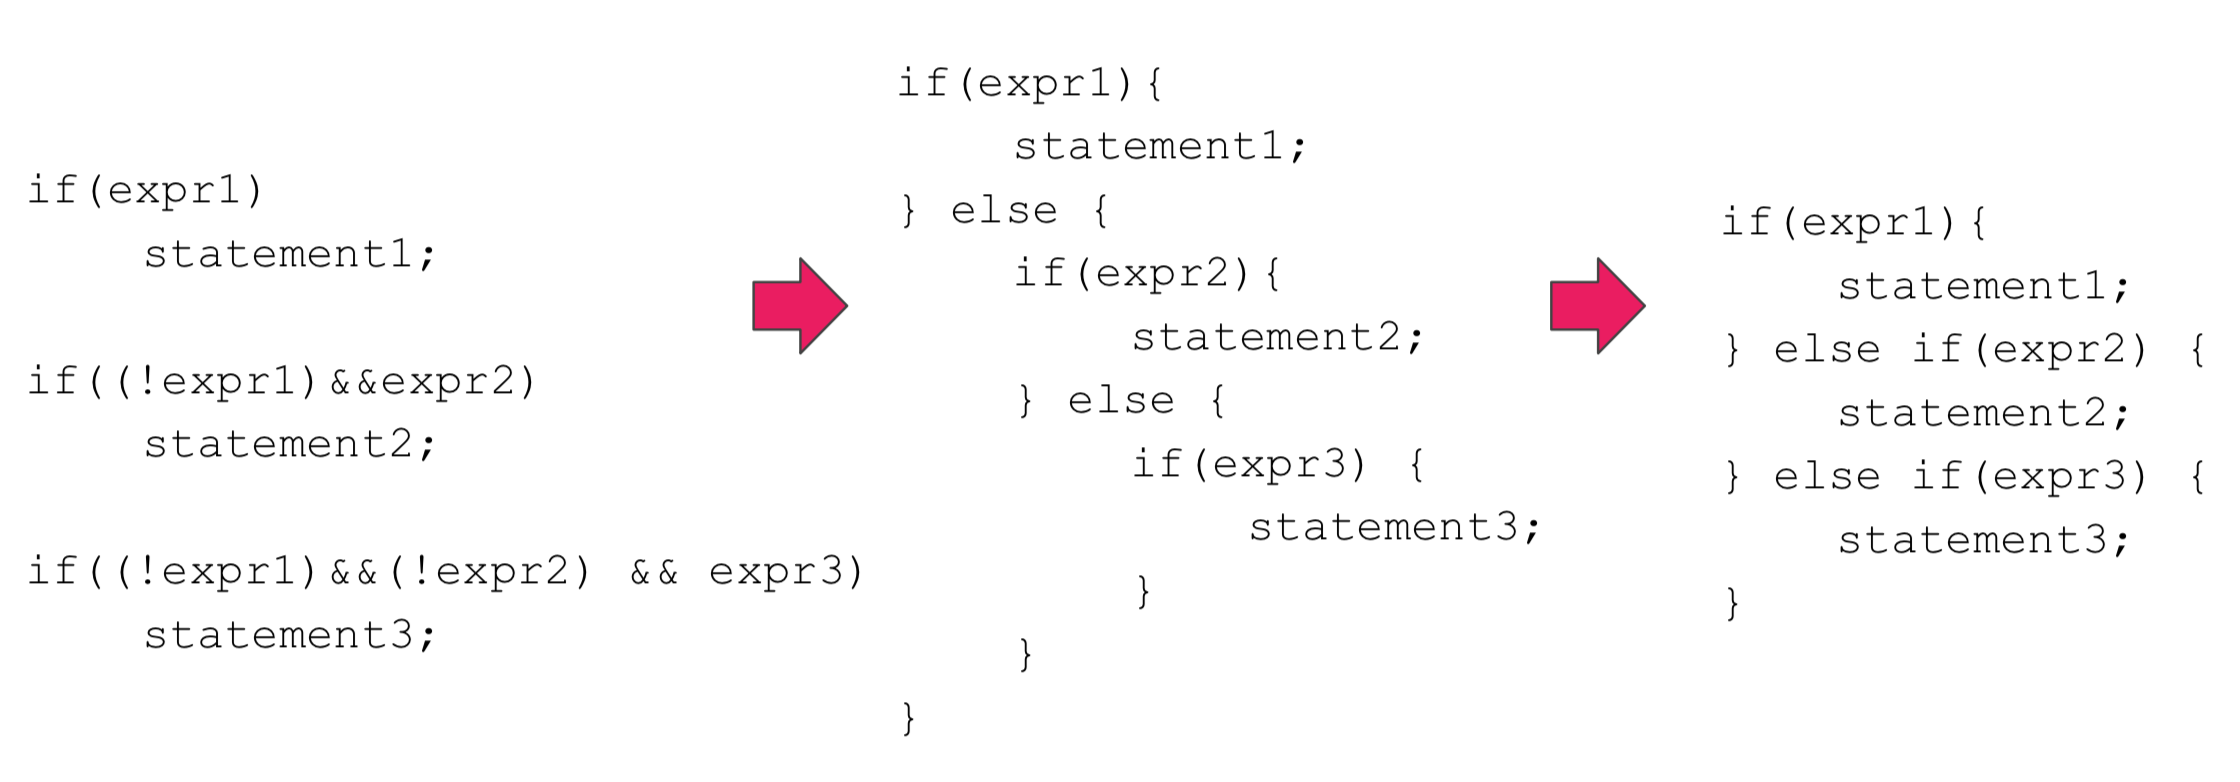 if(expr1)
statement1;
if((!expr1)&&expr2)
statement2;
if((!expr1)&&(!expr2) && expr3)
statement3;
if(expr1){
statement1;
} else {
if(expr2){
statement2;
} else {
if(expr3) {
statement3;
}
}
}
if(expr1){
statement1;
} else if(expr2) {
statement2;
} else if(expr3) {
statement3;
}